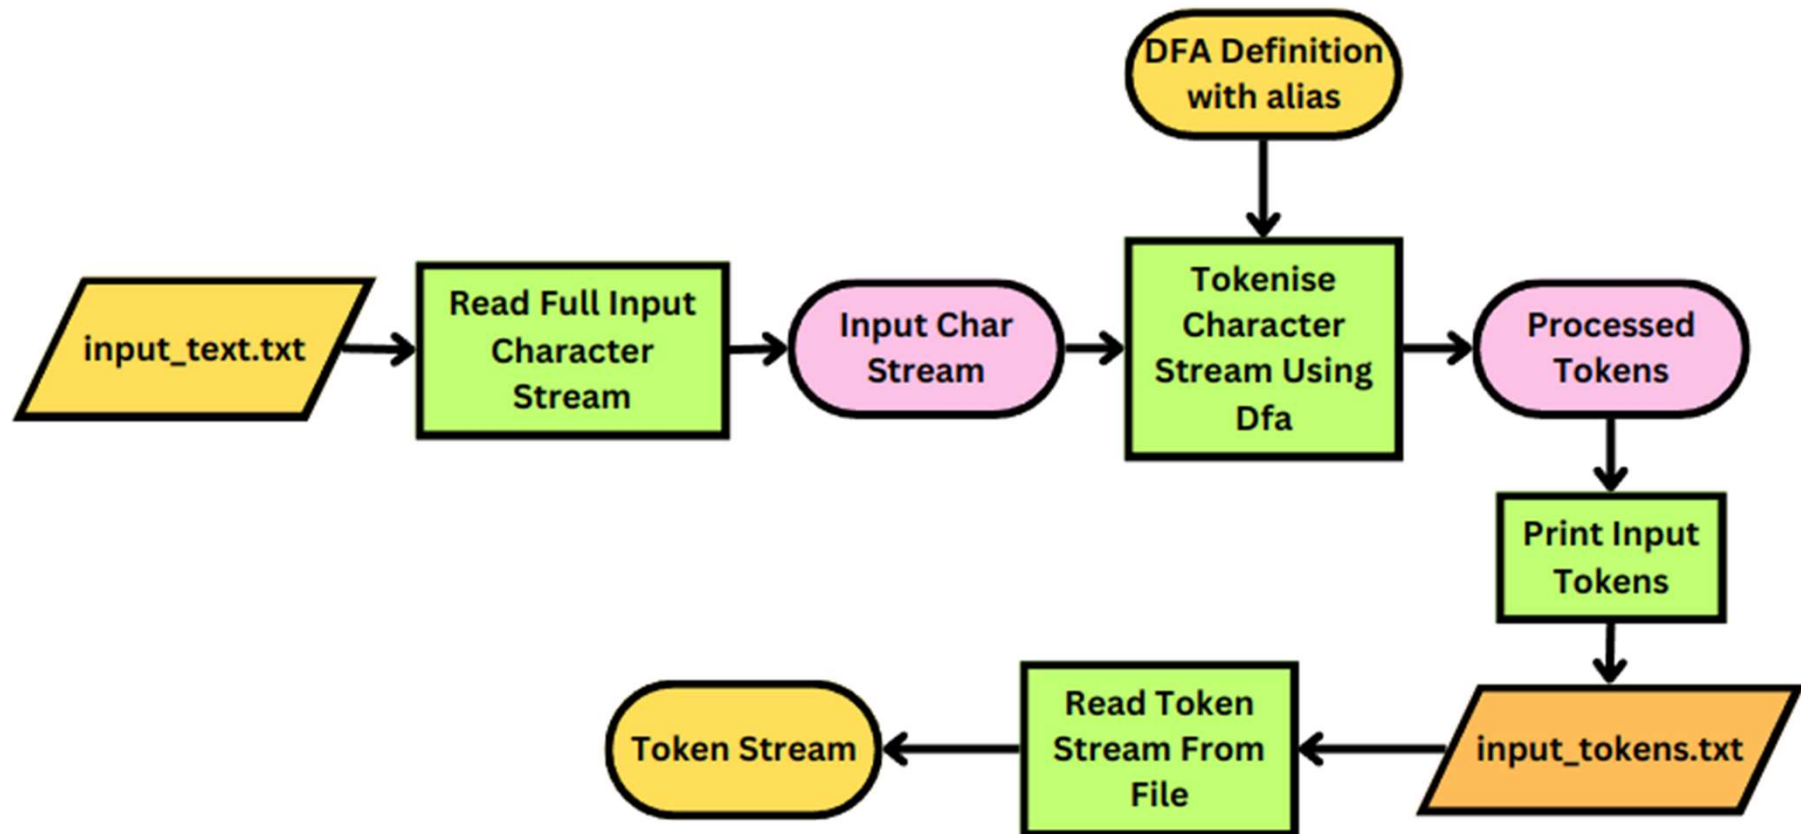 DFA Definition
with alias
input_text.txt
Read Full Input
Character
Stream
Input Char
Stream
Tokenise
Character
Stream Using
Dfa
Processed
Tokens
Print Input
Tokens
input_tokens.txt
Read Token
Stream From
File
Token Stream